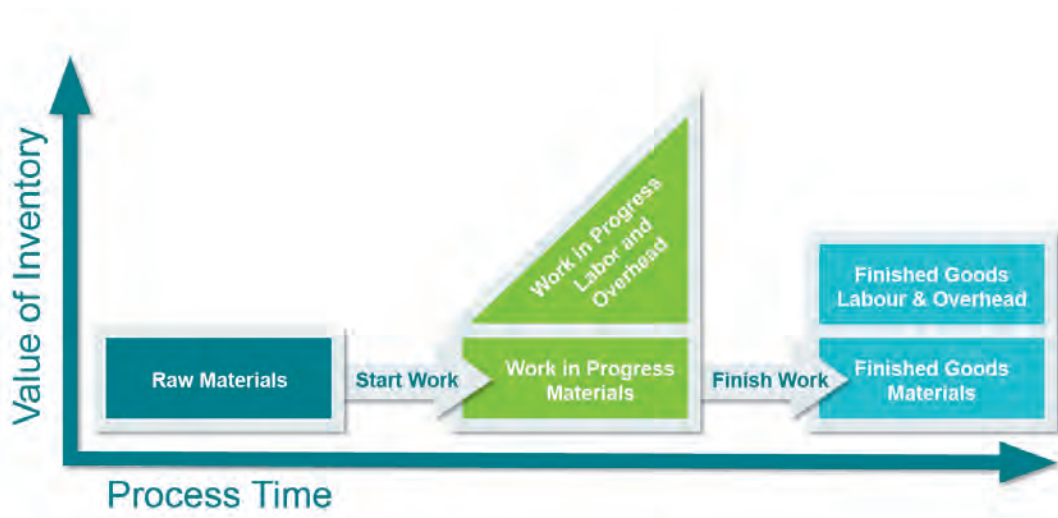 Value of Inventory
Raw Materials
Start Work
Work in Progress
Labor and
Overhead
Work in Progress
Materials
Finish Work
Finished Goods
Labour & Overhead
Finished Goods
Materials
Process Time